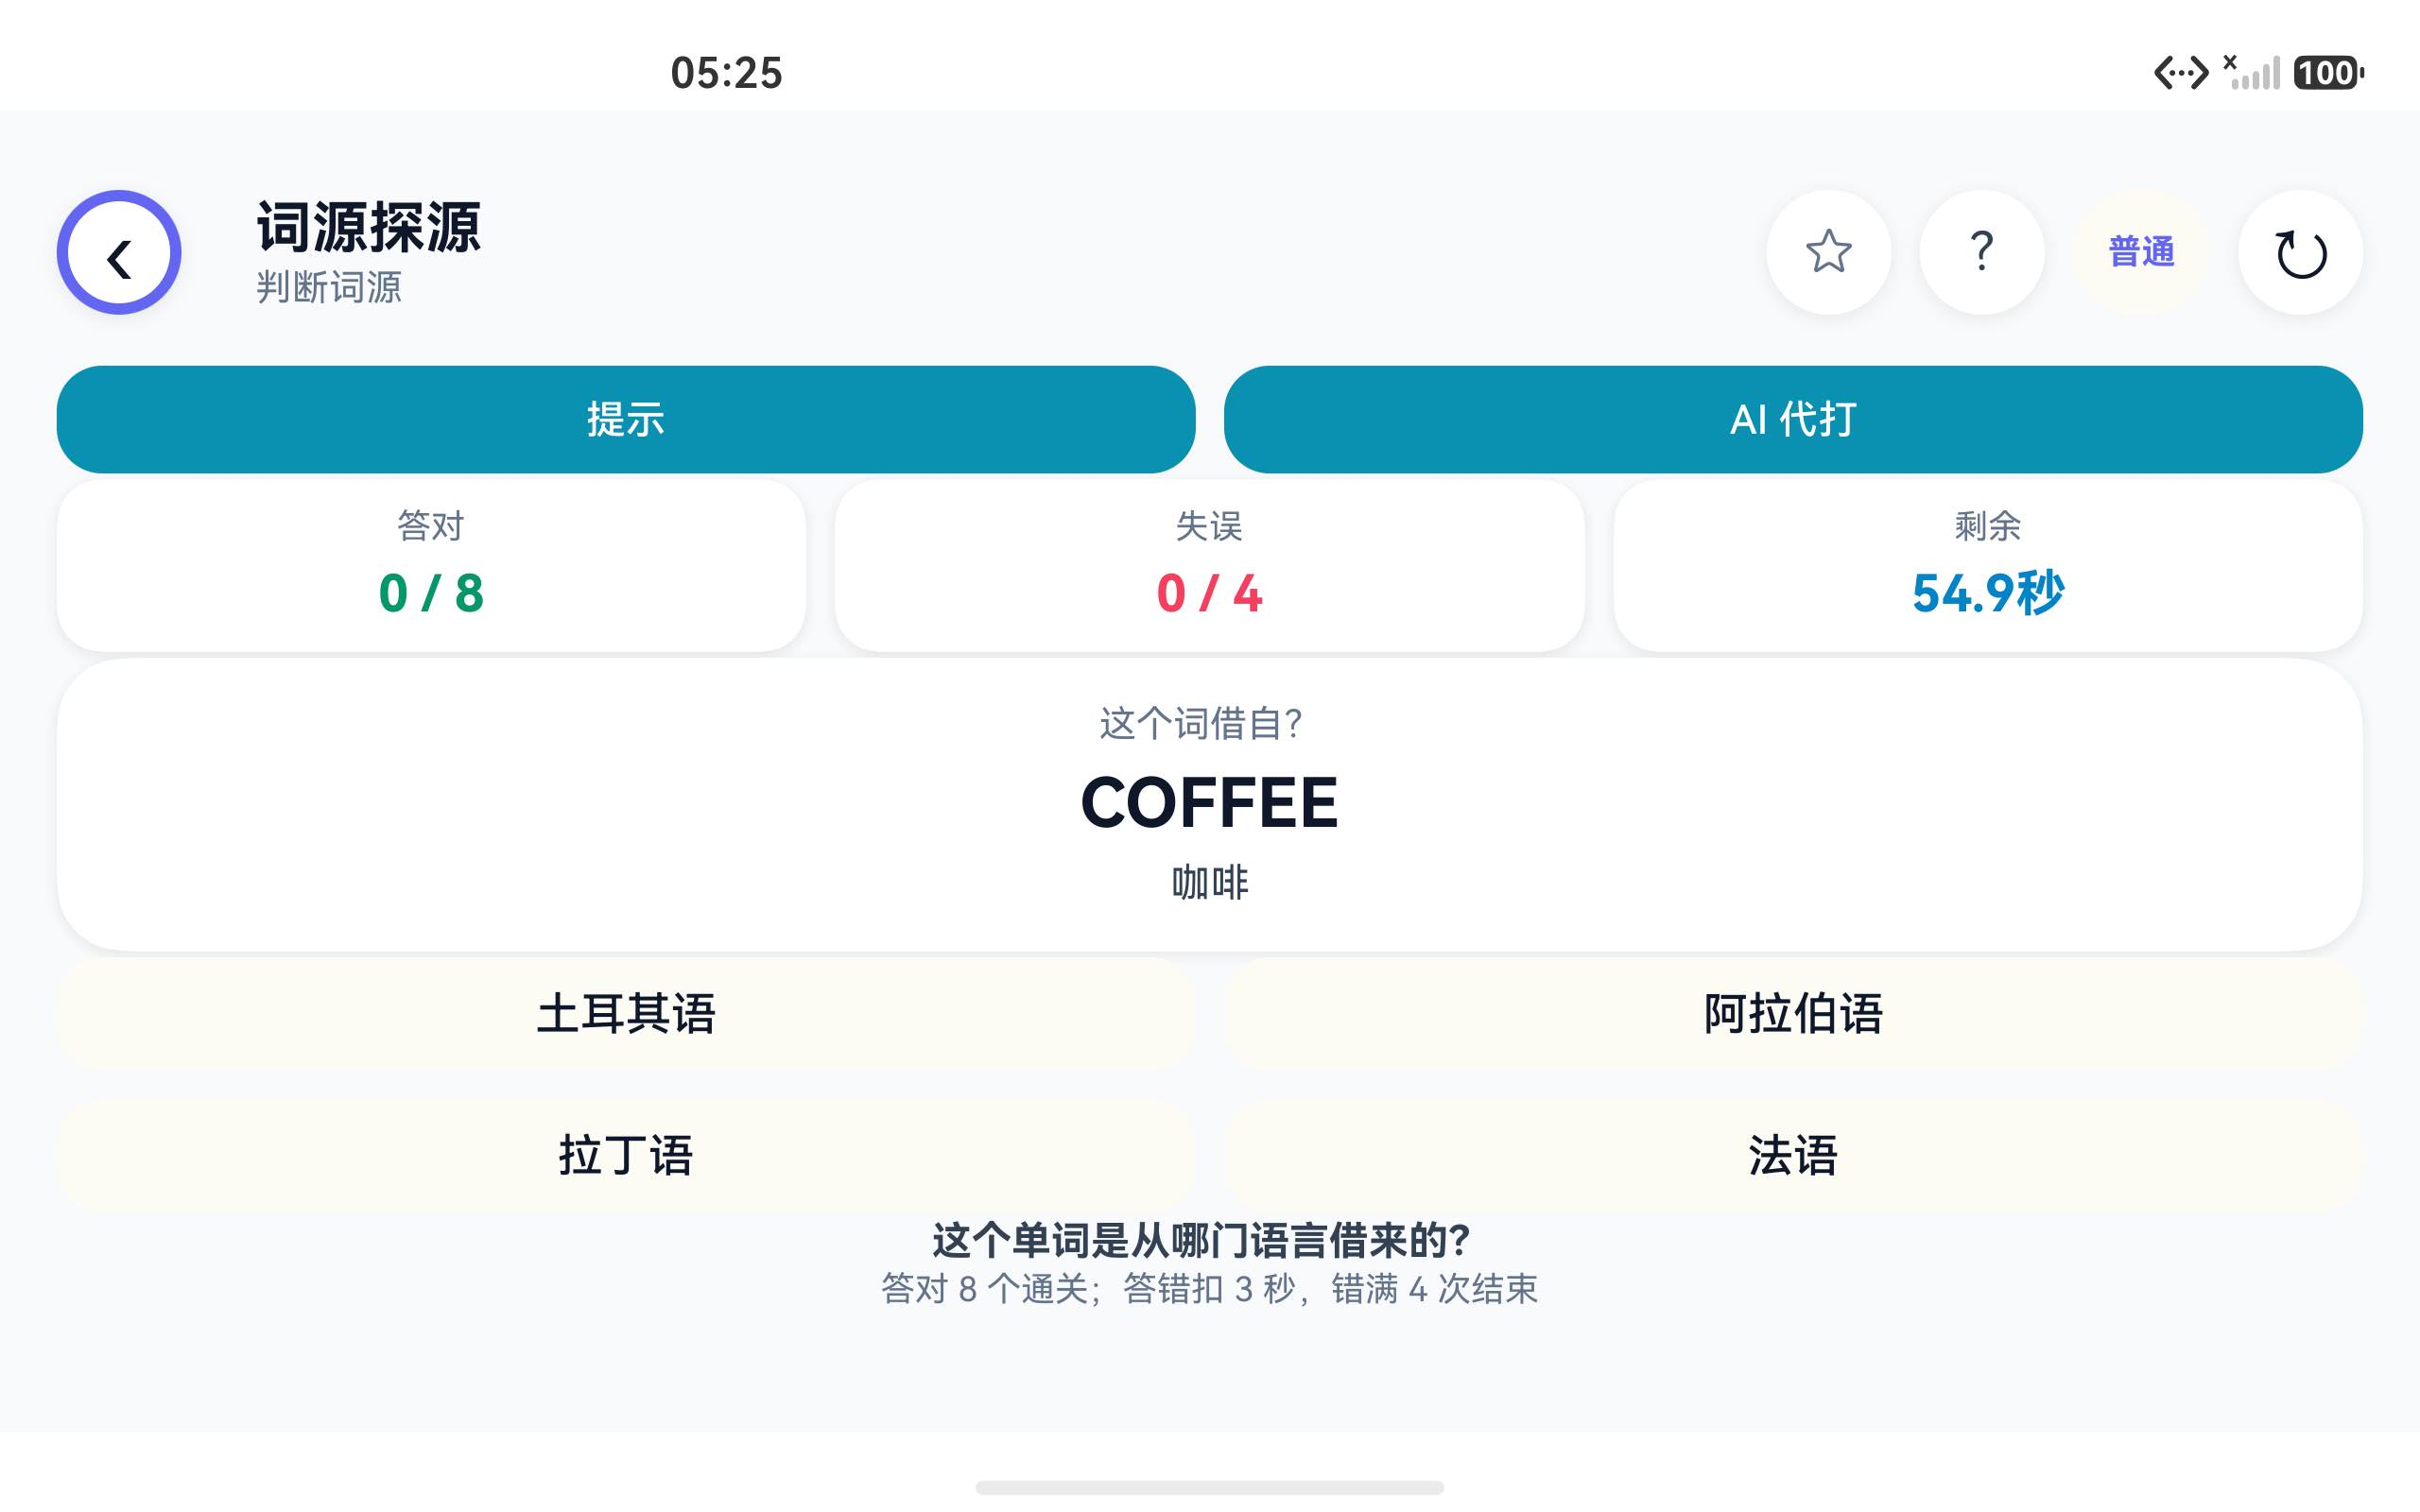 05:25
100
词源探源
判断词源
?
普通
提示
AI 代打
答对
0 / 8
失误
0 / 4
剩余
54.9秒
这个词借自?
COFFEE
咖啡
土耳其语
阿拉伯语
拉丁语
法语
这个单词是从哪门语言借来的?
答对 8 个通关；答错扣 3 秒，错满 4 次结束